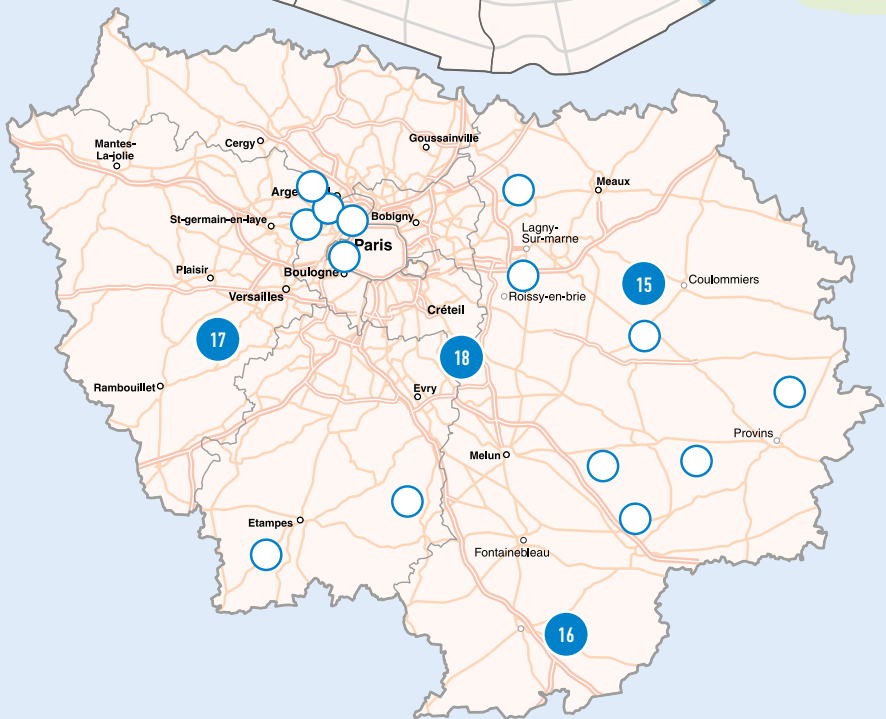 Mantes-
La-jolie
Cergy
Goussainville
Meaux
St-germain-en-laye
Bobigny
Lagny-
Sur-marne
Paris
Plaisir
Boulogne
15
Coulommiers
Versailles
Roissy-en-brie
Créteil
17
18
Rambouillet
Evry
Provins
Melun
Etampes
Fontainebleau
16